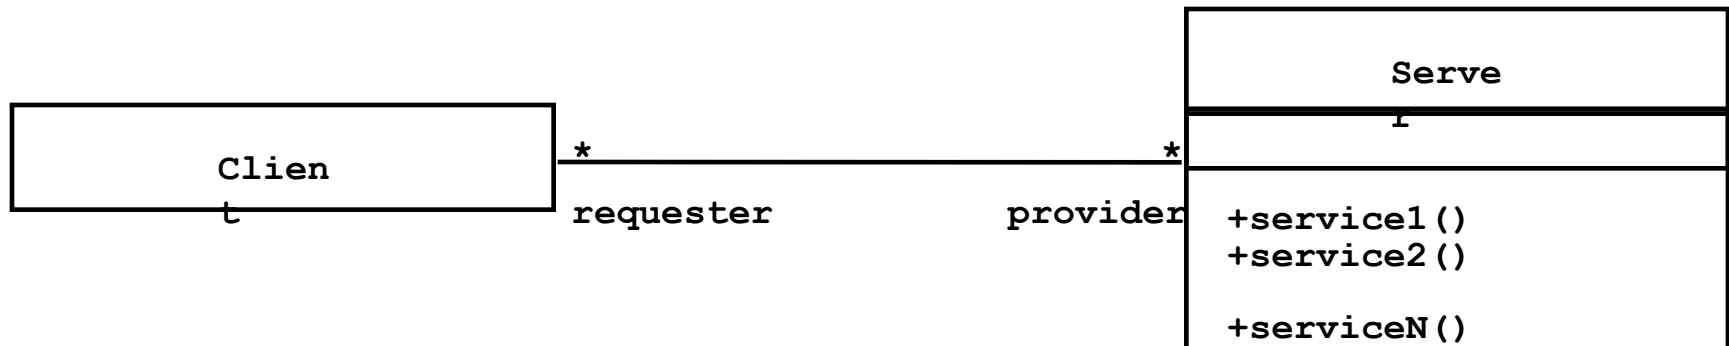 Serve
r
Clien
t
* *
requester provider
+service1()
+service2()
+serviceN()